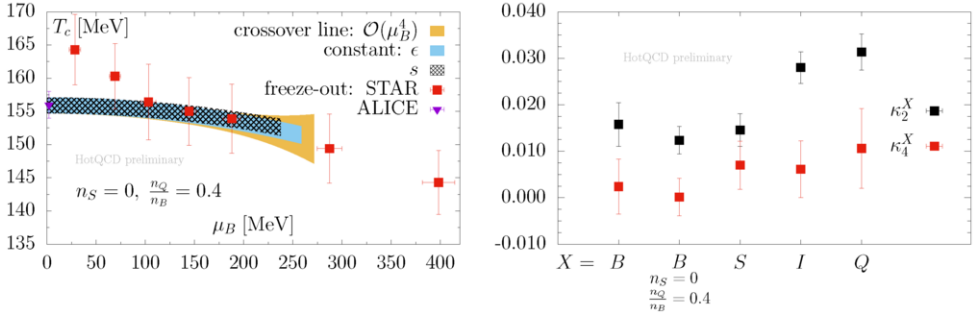 170
165
160
155
150
145
140
135
T_c [MeV]
crossover line: 𝒪(μ_B^4)
constant: ϵ
s
freeze-out: STAR
ALICE
HotQCD preliminary
n_S = 0, n_Q/n_B = 0.4
μ_B [MeV]
0 50 100 150 200 250 300 350 400
0.040
0.030
0.020
0.010
0.000
-0.010
HotQCD preliminary
κ_2^X
κ_4^X
X = B B S I Q
n_S = 0
n_Q/n_B = 0.4